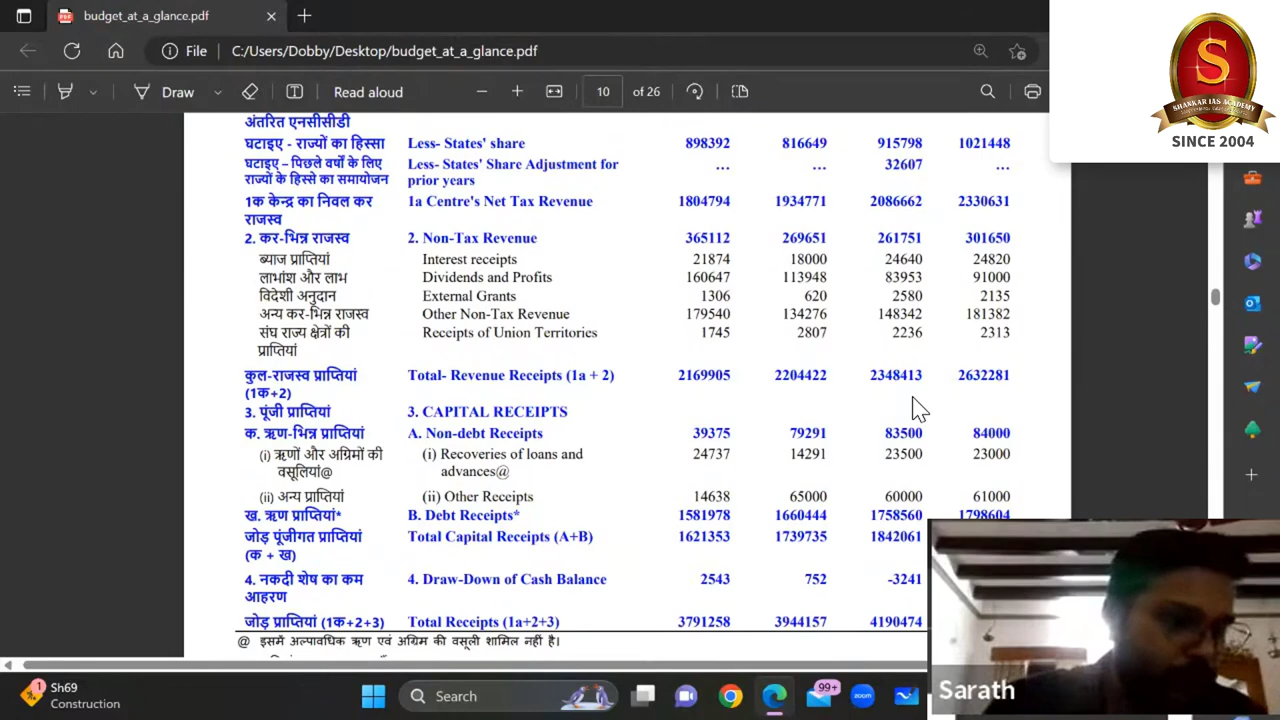 budget_at_a_glance.pdf
File C:/Users/Dobby/Desktop/budget_at_a_glance.pdf
Draw Read aloud 10 of 26
S
SHANKAR IAS ACADEMY
SINCE 2004
अंतरित एनसीसीडी
घटाइए - राज्यों का हिस्सा Less- States' share 898392 816649 915798 1021448
घटाइए – पिछले वर्षों के लिए Less- States' Share Adjustment for ... ... 32607 ...
राज्यों के हिस्से का समायोजन prior years
1क केन्द्र का निवल कर 1a Centre's Net Tax Revenue 1804794 1934771 2086662 2330631
राजस्व
2. कर-भिन्न राजस्व 2. Non-Tax Revenue 365112 269651 261751 301650
ब्याज प्राप्तियां Interest receipts 21874 18000 24640 24820
लाभांश और लाभ Dividends and Profits 160647 113948 83953 91000
विदेशी अनुदान External Grants 1306 620 2580 2135
अन्य कर-भिन्न राजस्व Other Non-Tax Revenue 179540 134276 148342 181382
संघ राज्य क्षेत्रों की Receipts of Union Territories 1745 2807 2236 2313
प्राप्तियां
कुल-राजस्व प्राप्तियां Total- Revenue Receipts (1a + 2) 2169905 2204422 2348413 2632281
(1क+2)
3. पूंजी प्राप्तियां 3. CAPITAL RECEIPTS
क. ऋण-भिन्न प्राप्तियां A. Non-debt Receipts 39375 79291 83500 84000
(i) ऋणों और अग्रिमों की (i) Recoveries of loans and 24737 14291 23500 23000
वसूलियां@ advances@
(ii) अन्य प्राप्तियां (ii) Other Receipts 14638 65000 60000 61000
ख. ऋण प्राप्तियां* B. Debt Receipts* 1581978 1660444 1758560 1798604
जोड़ पूंजीगत प्राप्तियां Total Capital Receipts (A+B) 1621353 1739735 1842061
(क + ख)
4. नकदी शेष का कम 4. Draw-Down of Cash Balance 2543 752 -3241
आहरण
जोड़ प्राप्तियां (1क+2+3) Total Receipts (1a+2+3) 3791258 3944157 4190474
@ इसमें अल्पावधिक ऋण एवं अग्रिम की वसूली शामिल नहीं है।
Sarath
1 Sh69
Construction
Search
99+
zoom